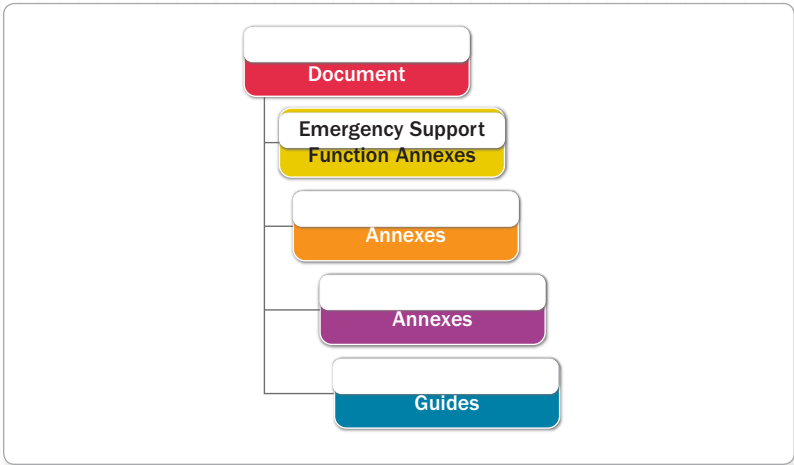 Document
Emergency Support
Function Annexes
Annexes
Annexes
Guides